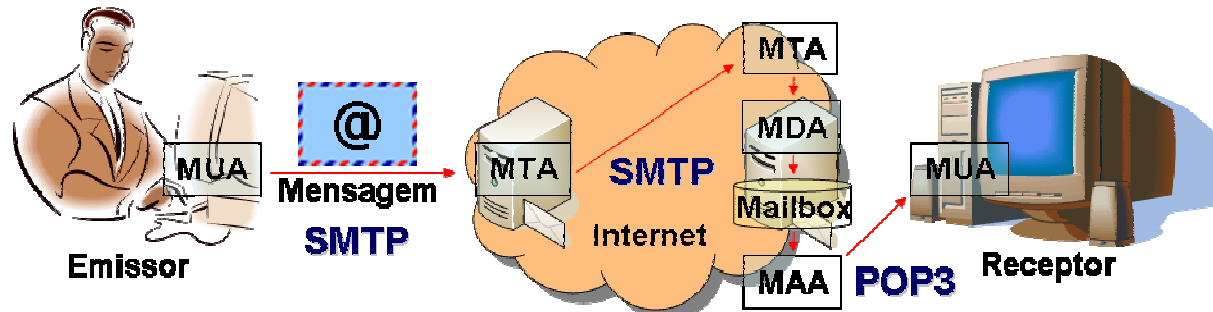 MUA
Emissor
@
Mensagem
SMTP
MTA
SMTP
Internet
MTA
MDA
Mailbox
MAA
POP3
MUA
Receptor